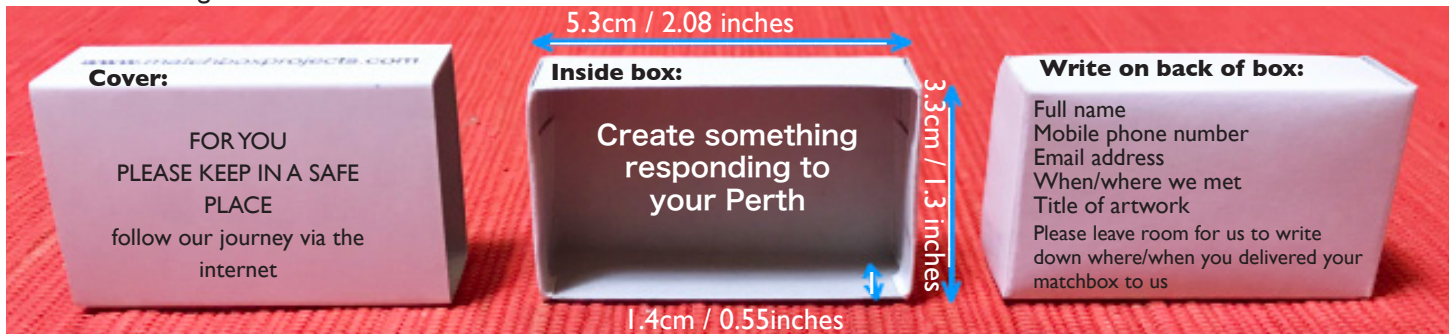 www.matchboxprojects.com
Cover:
FOR YOU
PLEASE KEEP IN A SAFE
PLACE
follow our journey via the
internet
5.3cm / 2.08 inches
Inside box:
Create something
responding to
your Perth
3.3cm / 1.3 inches
1.4cm / 0.55inches
Write on back of box:
Full name
Mobile phone number
Email address
When/where we met
Title of artwork
Please leave room for us to write
down where/when you delivered your
matchbox to us